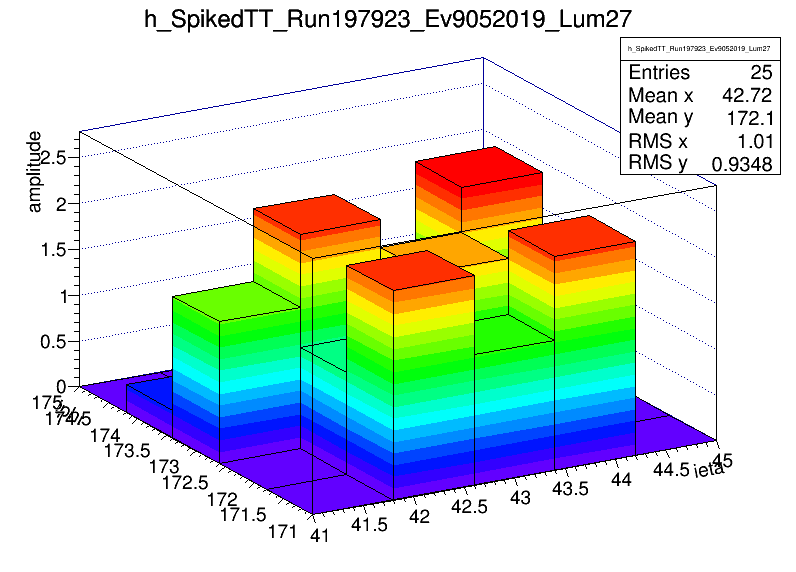 h_SpikedTT_Run197923_Ev9052019_Lum27
h_SpikedTT_Run197923_Ev9052019_Lum27
Entries 25
Mean x 42.72
Mean y 172.1
RMS x 1.01
RMS y 0.9348
amplitude
2.5
2
1.5
1
0.5
0
175
174.5
174
173.5
173
172.5
172
171.5
171
41
41.5
42
42.5
43
43.5
44
44.5
45
ieta